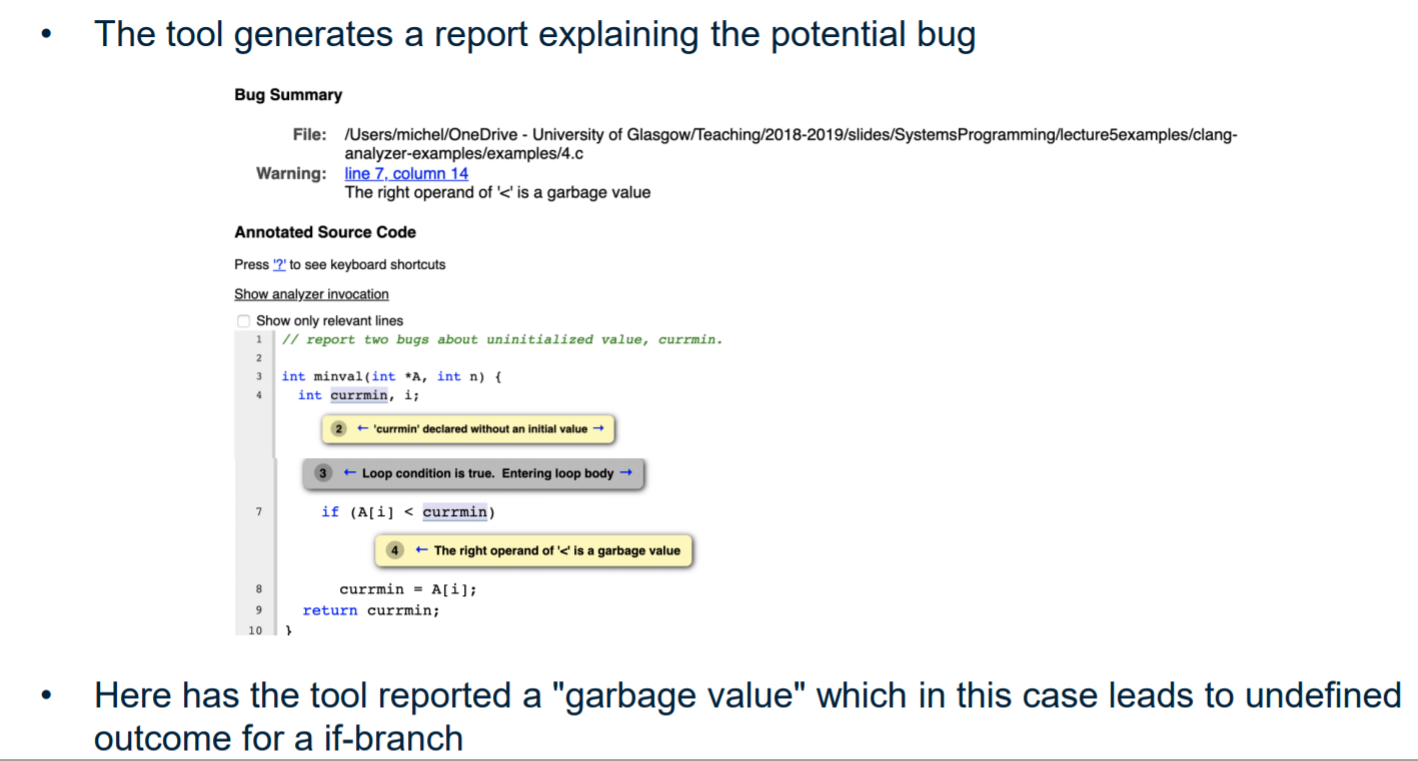 • The tool generates a report explaining the potential bug
Bug Summary
File: /Users/michel/OneDrive - University of Glasgow/Teaching/2018-2019/slides/SystemsProgramming/lecture5examples/clang-
analyzer-examples/examples/4.c
Warning: line 7, column 14
The right operand of '<' is a garbage value
Annotated Source Code
Press '?' to see keyboard shortcuts
Show analyzer invocation
Show only relevant lines
1 // report two bugs about uninitialized value, currmin.
2
3 int minval(int *A, int n) {
4 int currmin, i;
2 ← 'currmin' declared without an initial value →
3 ← Loop condition is true. Entering loop body →
7 if (A[i] < currmin)
4 ← The right operand of '<' is a garbage value
8 currmin = A[i];
9 return currmin;
10 }
• Here has the tool reported a "garbage value" which in this case leads to undefined
outcome for a if-branch